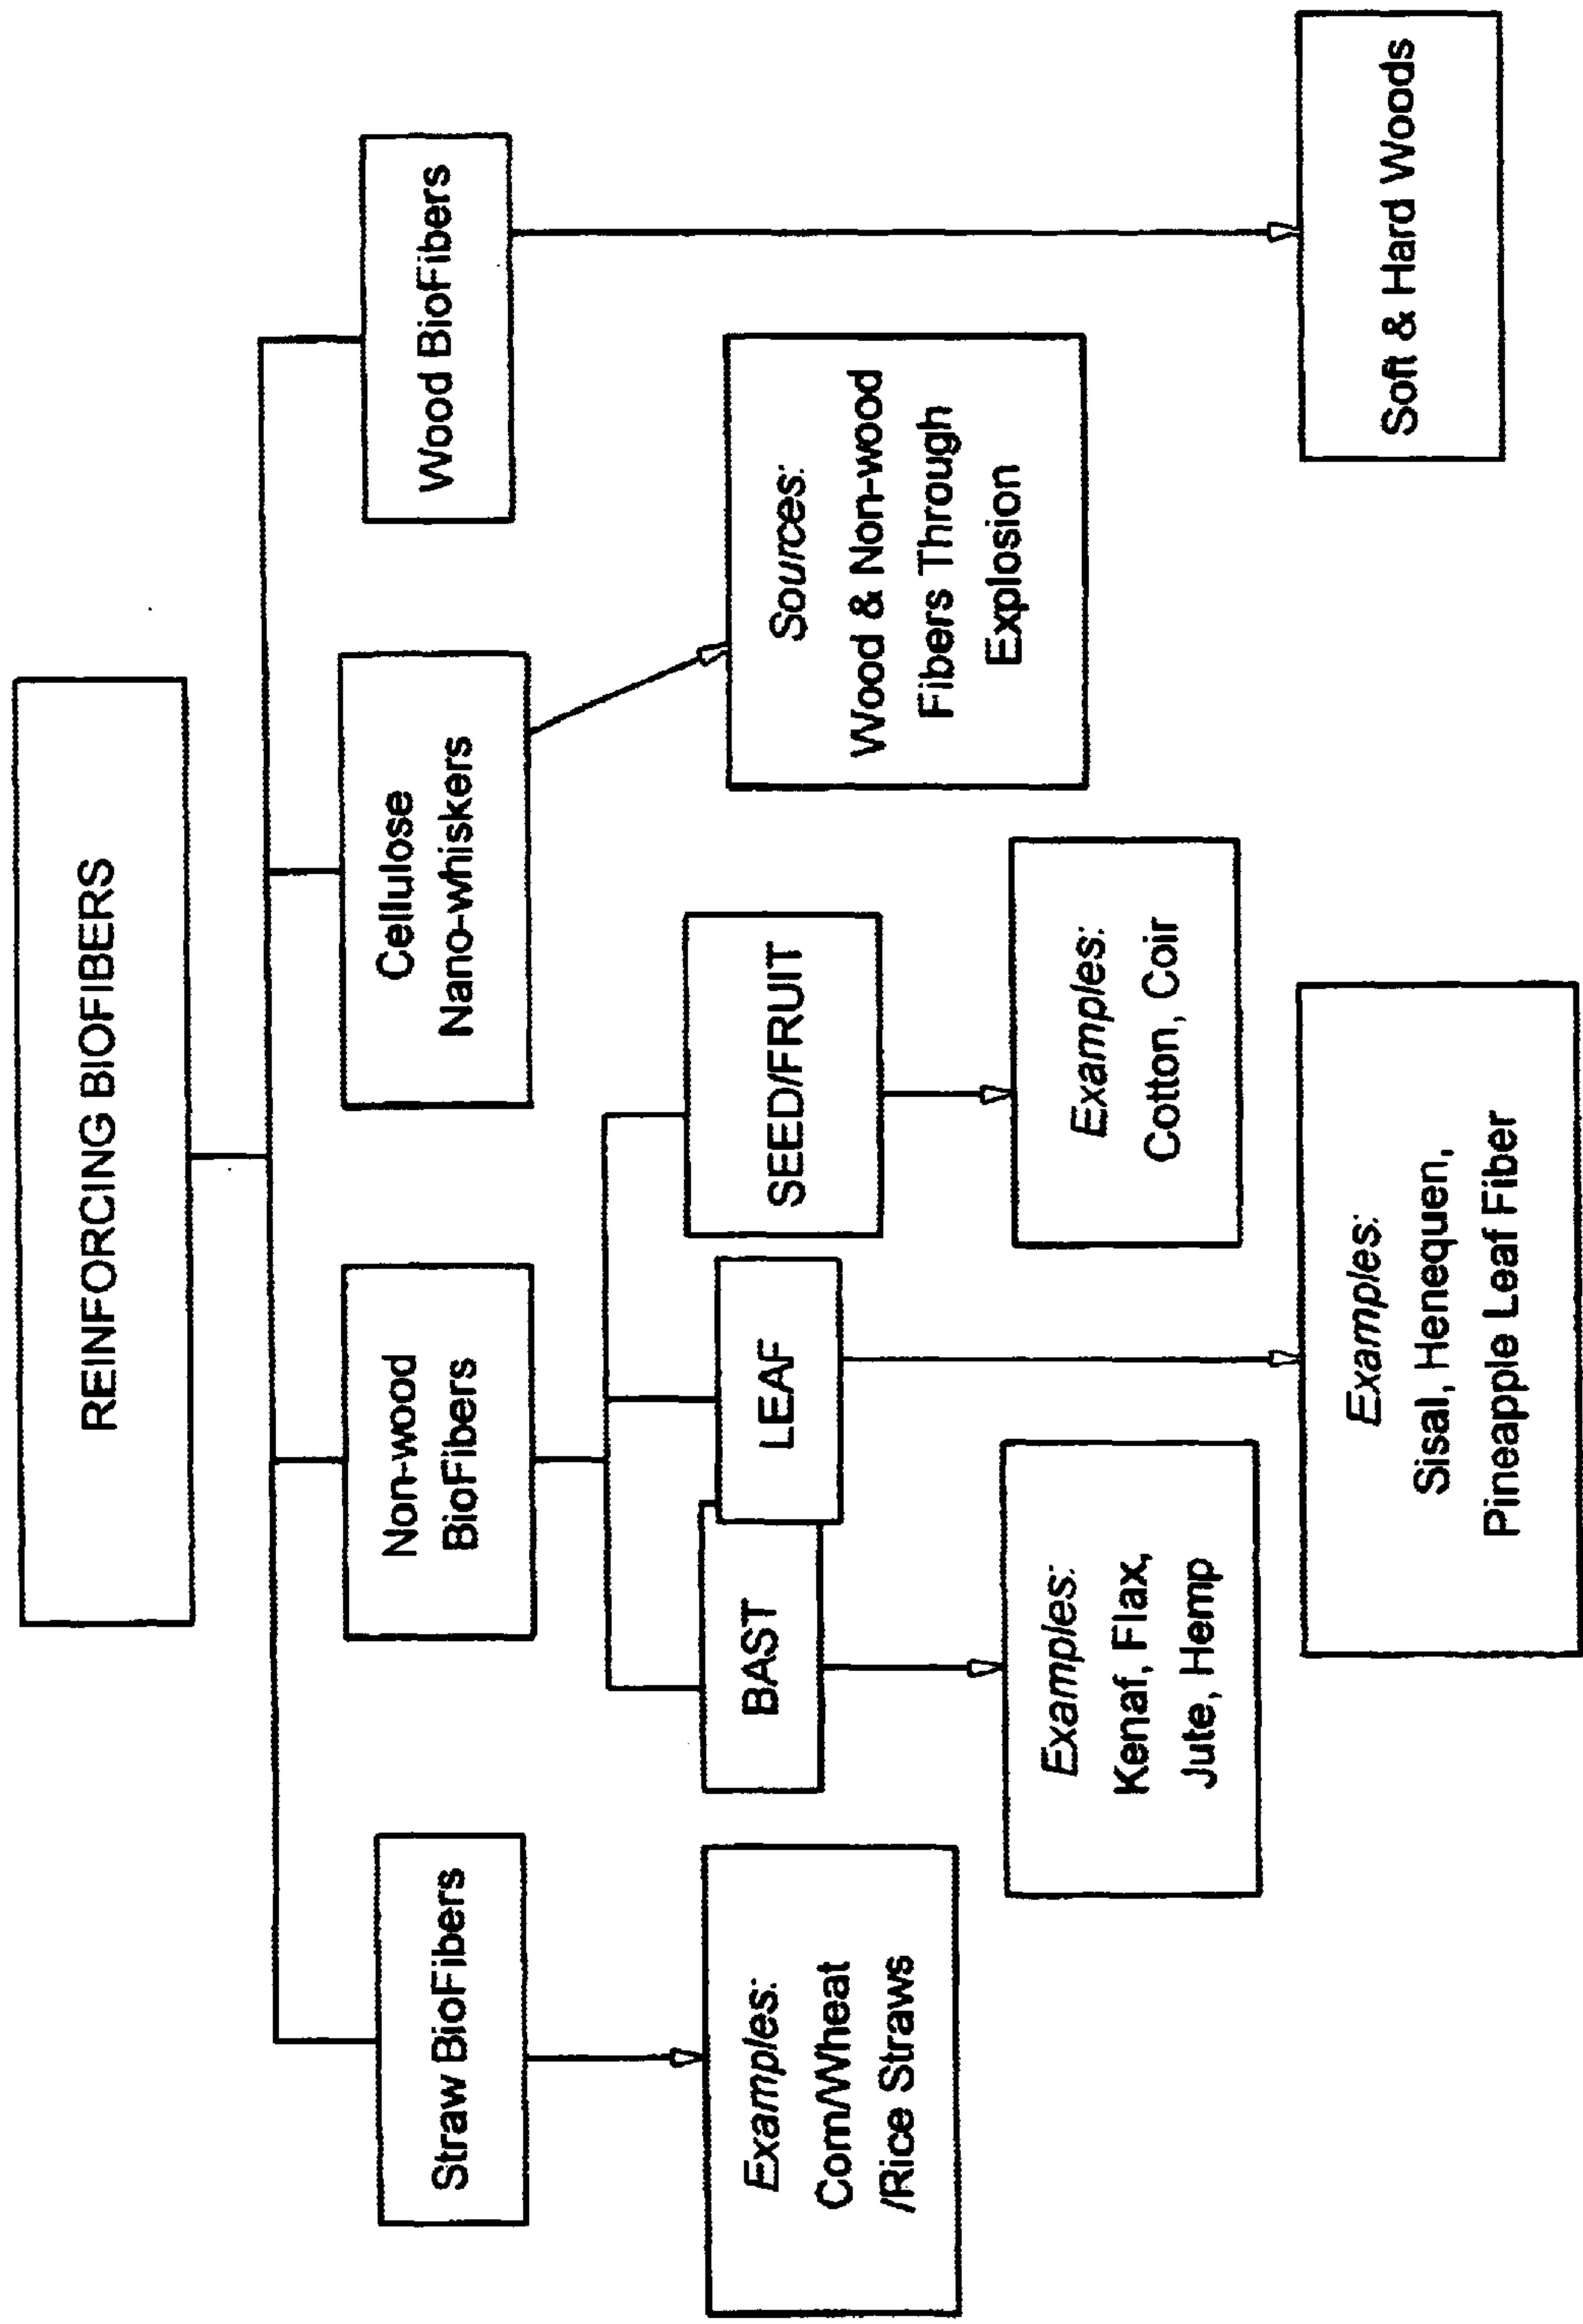 REINFORCING BIOFIBERS
Straw BioFibers
Non-wood
BioFibers
Cellulose
Nano-whiskers
Wood BioFibers
BAST
LEAF
SEED/FRUIT
Examples:
Corn/Wheat
/Rice Straws
Sources:
Wood & Non-wood
Fibers Through
Explosion
Examples:
Kenaf, Flax,
Jute, Hemp
Examples:
Cotton, Coir
Examples:
Sisal, Henequen,
Pineapple Leaf Fiber
Soft & Hard Woods